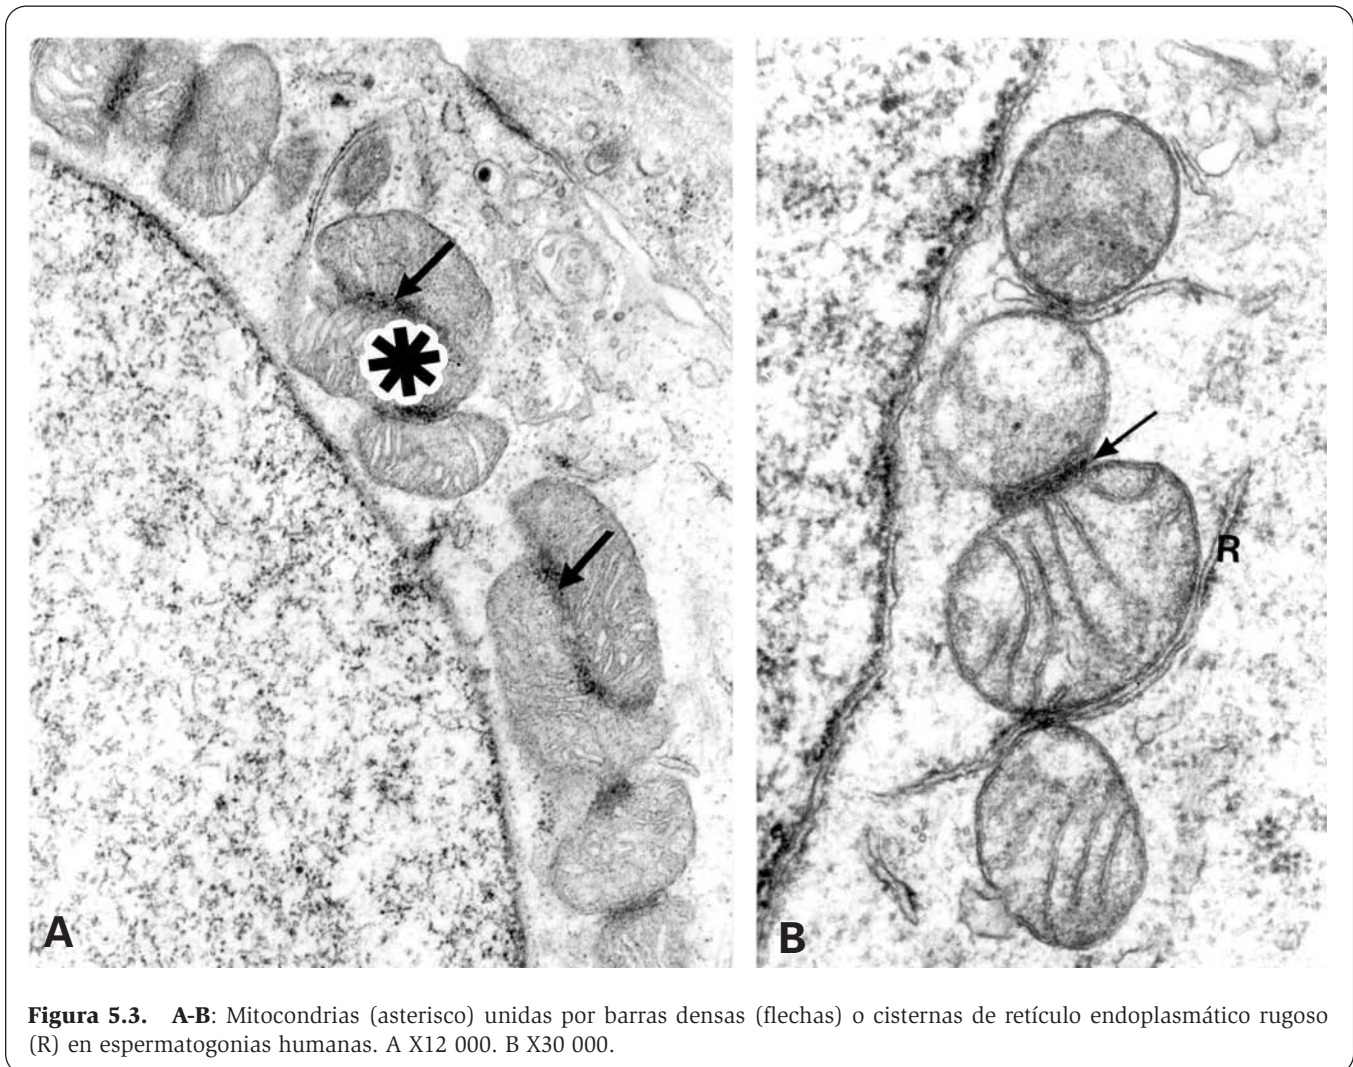 R
A
B
Figura 5.3. A-B: Mitocondrias (asterisco) unidas por barras densas (flechas) o cisternas de retículo endoplasmático rugoso
(R) en espermatogonias humanas. A X12 000. B X30 000.